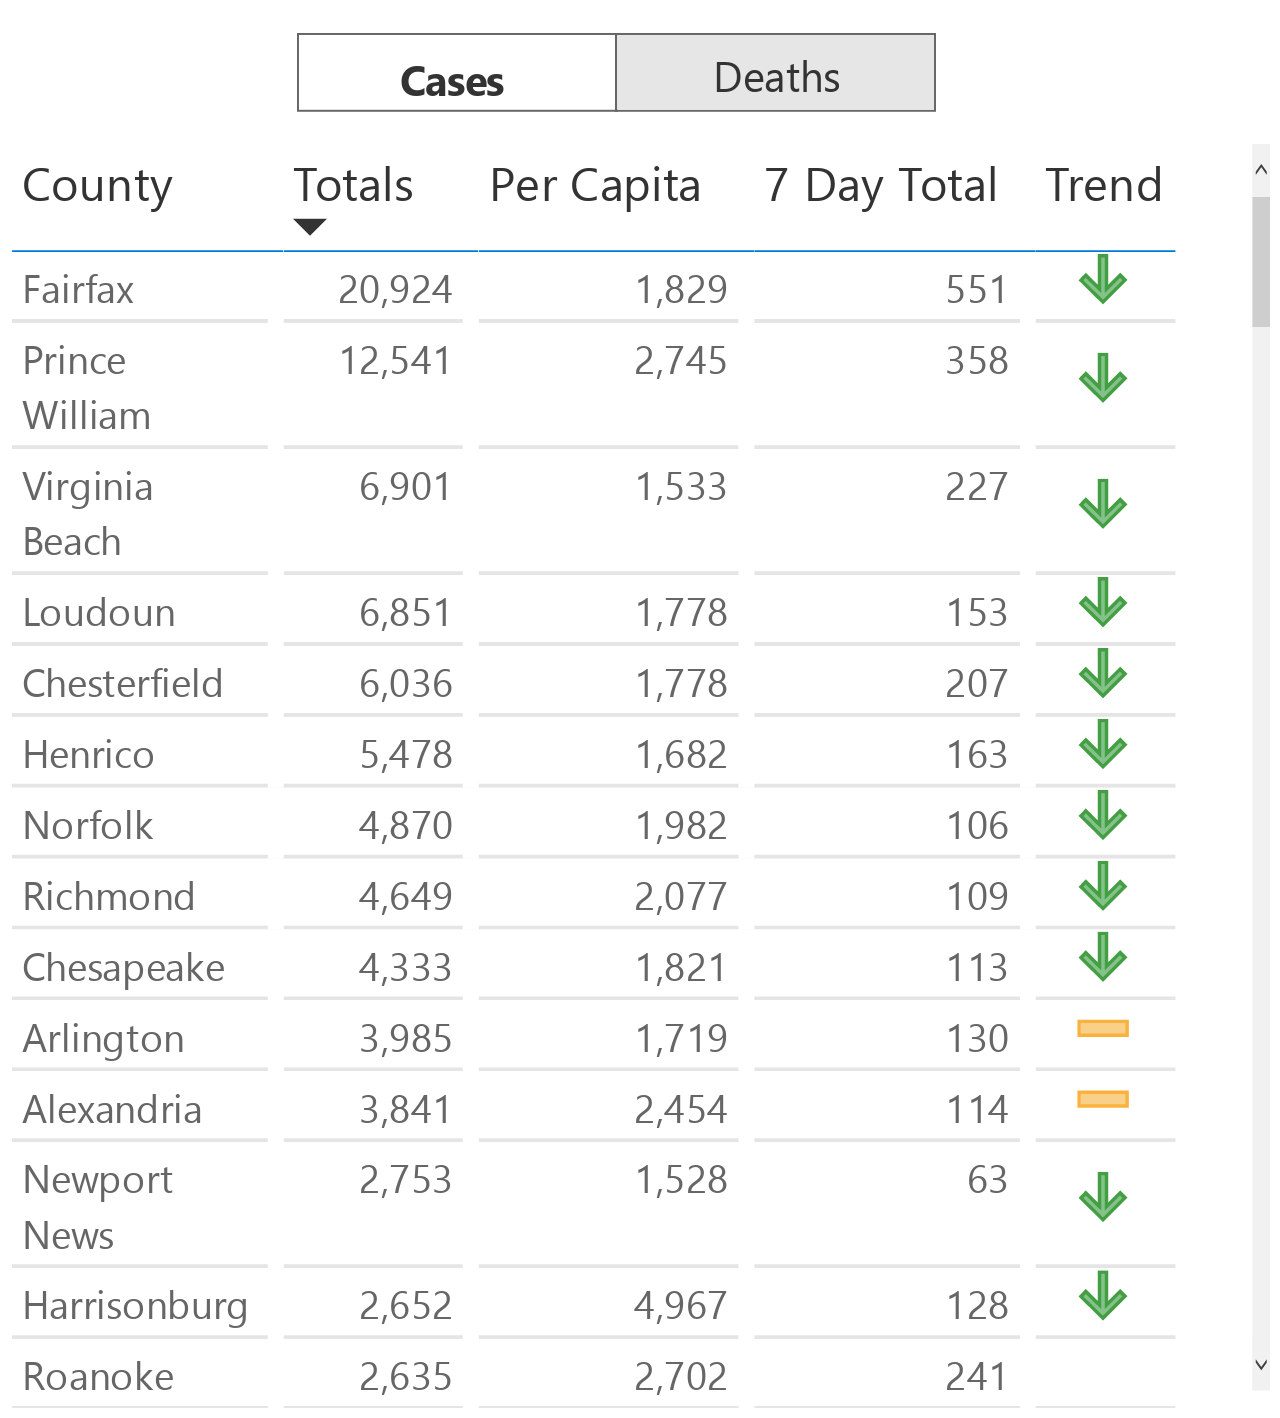 Cases Deaths
County Totals Per Capita 7 Day Total Trend
Fairfax 20,924 1,829 551
Prince William 12,541 2,745 358
Virginia Beach 6,901 1,533 227
Loudoun 6,851 1,778 153
Chesterfield 6,036 1,778 207
Henrico 5,478 1,682 163
Norfolk 4,870 1,982 106
Richmond 4,649 2,077 109
Chesapeake 4,333 1,821 113
Arlington 3,985 1,719 130
Alexandria 3,841 2,454 114
Newport News 2,753 1,528 63
Harrisonburg 2,652 4,967 128
Roanoke 2,635 2,702 241